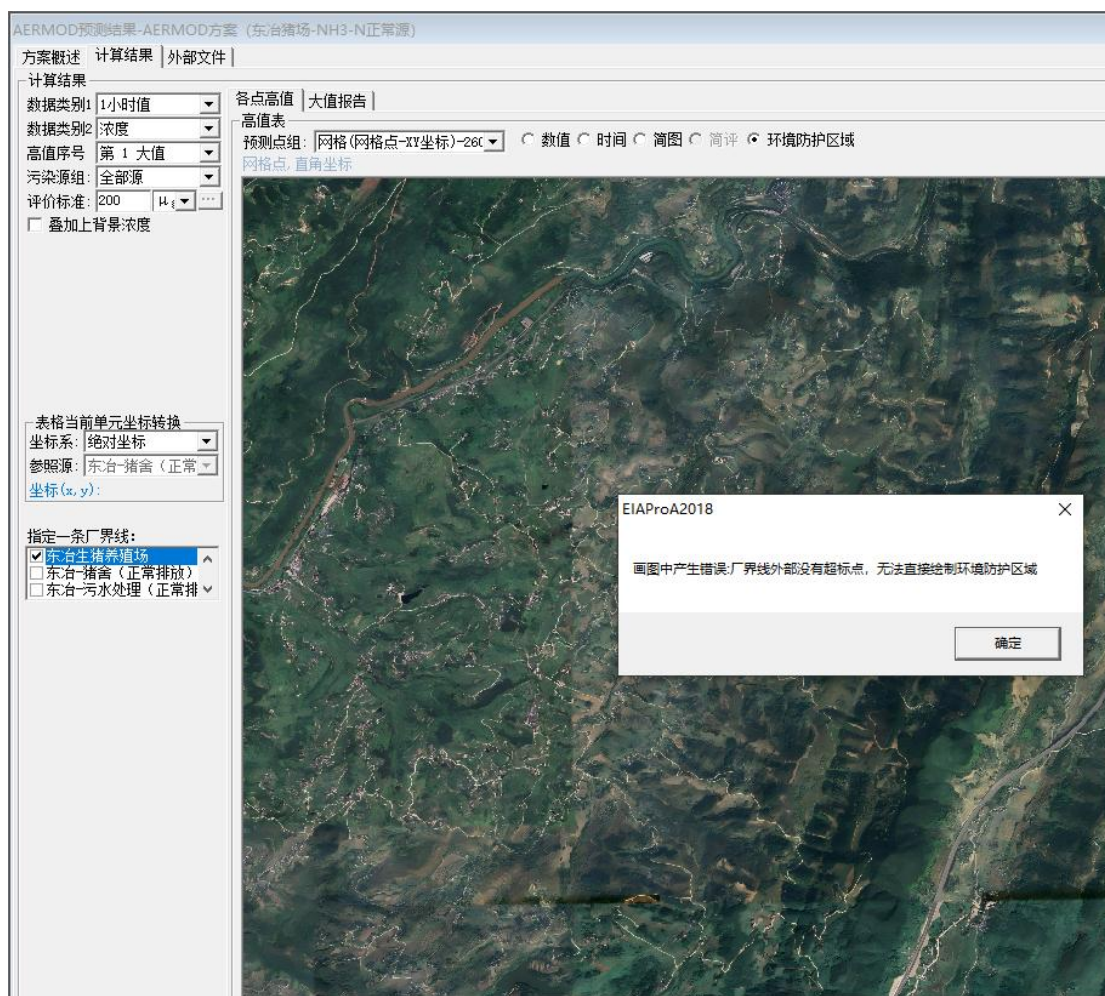 AERMOD预测结果-AERMOD方案 (东冶猪场-NH3-N正常源)
方案概述 计算结果 外部文件
计算结果
数据类别1 1小时值
数据类别2 浓度
高值序号 第 1 大值
污染源组: 全部源
评价标准: 200 μg ...
叠加上背景浓度
各点高值 大值报告
高值表
预测点组: 网格(网格点-XY坐标)-260 数值 时间 简图 简评 环境防护区域
网格点, 直角坐标
表格当前单元坐标转换
坐标系: 绝对坐标
参照源: 东冶-猪舍(正常
坐标(x, y):
指定一条厂界线:
东冶生猪养殖场
东冶-猪舍(正常排放)
东冶-污水处理(正常排
EIAProA2018
画图中产生错误:厂界线外部没有超标点，无法直接绘制环境防护区域
确定